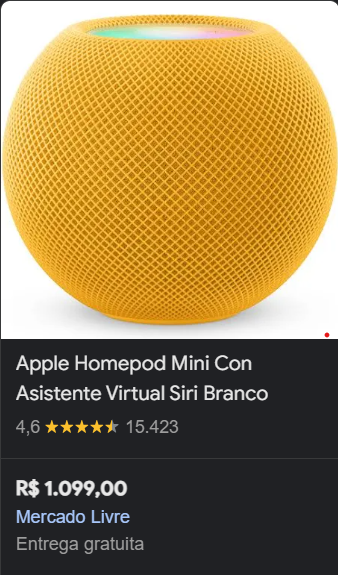 Apple Homepod Mini Con
Asistente Virtual Siri Branco
4,6 ★★★★★ 15.423
R$ 1.099,00
Mercado Livre
Entrega gratuita